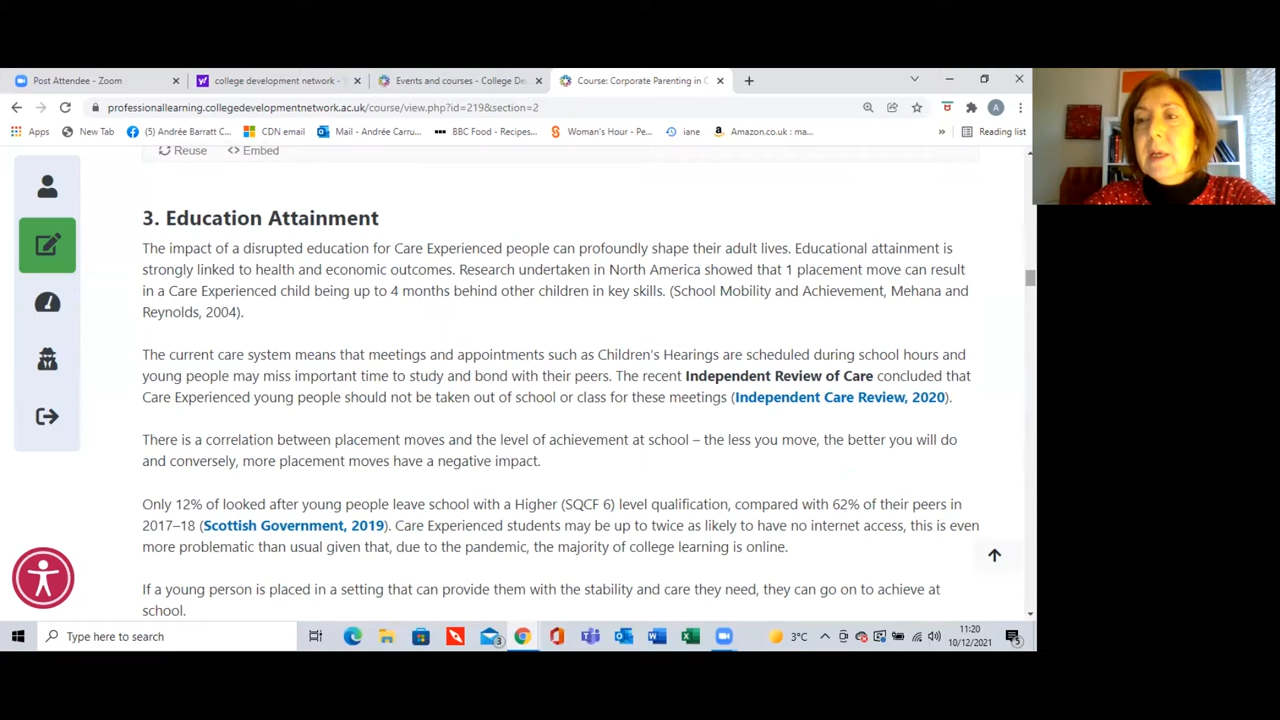 Post Attendee - Zoom
college development network -
Events and courses - College De
Course: Corporate Parenting in C
professionallearning.collegedevelopmentnetwork.ac.uk/course/view.php?id=219&section=2
A
Apps
New Tab
(5) Andrée Barratt C...
CDN email
Mail - Andrée Carru...
BBC Food - Recipes...
Woman's Hour - Pe...
iane
Amazon.co.uk : ma...
»
Reading list
Reuse
<> Embed
3. Education Attainment
The impact of a disrupted education for Care Experienced people can profoundly shape their adult lives. Educational attainment is
strongly linked to health and economic outcomes. Research undertaken in North America showed that 1 placement move can result
in a Care Experienced child being up to 4 months behind other children in key skills. (School Mobility and Achievement, Mehana and
Reynolds, 2004).
The current care system means that meetings and appointments such as Children's Hearings are scheduled during school hours and
young people may miss important time to study and bond with their peers. The recent Independent Review of Care concluded that
Care Experienced young people should not be taken out of school or class for these meetings (Independent Care Review, 2020).
There is a correlation between placement moves and the level of achievement at school – the less you move, the better you will do
and conversely, more placement moves have a negative impact.
Only 12% of looked after young people leave school with a Higher (SQCF 6) level qualification, compared with 62% of their peers in
2017–18 (Scottish Government, 2019). Care Experienced students may be up to twice as likely to have no internet access, this is even
more problematic than usual given that, due to the pandemic, the majority of college learning is online.
If a young person is placed in a setting that can provide them with the stability and care they need, they can go on to achieve at
school.
Type here to search
3
3°C
11:20
10/12/2021
5